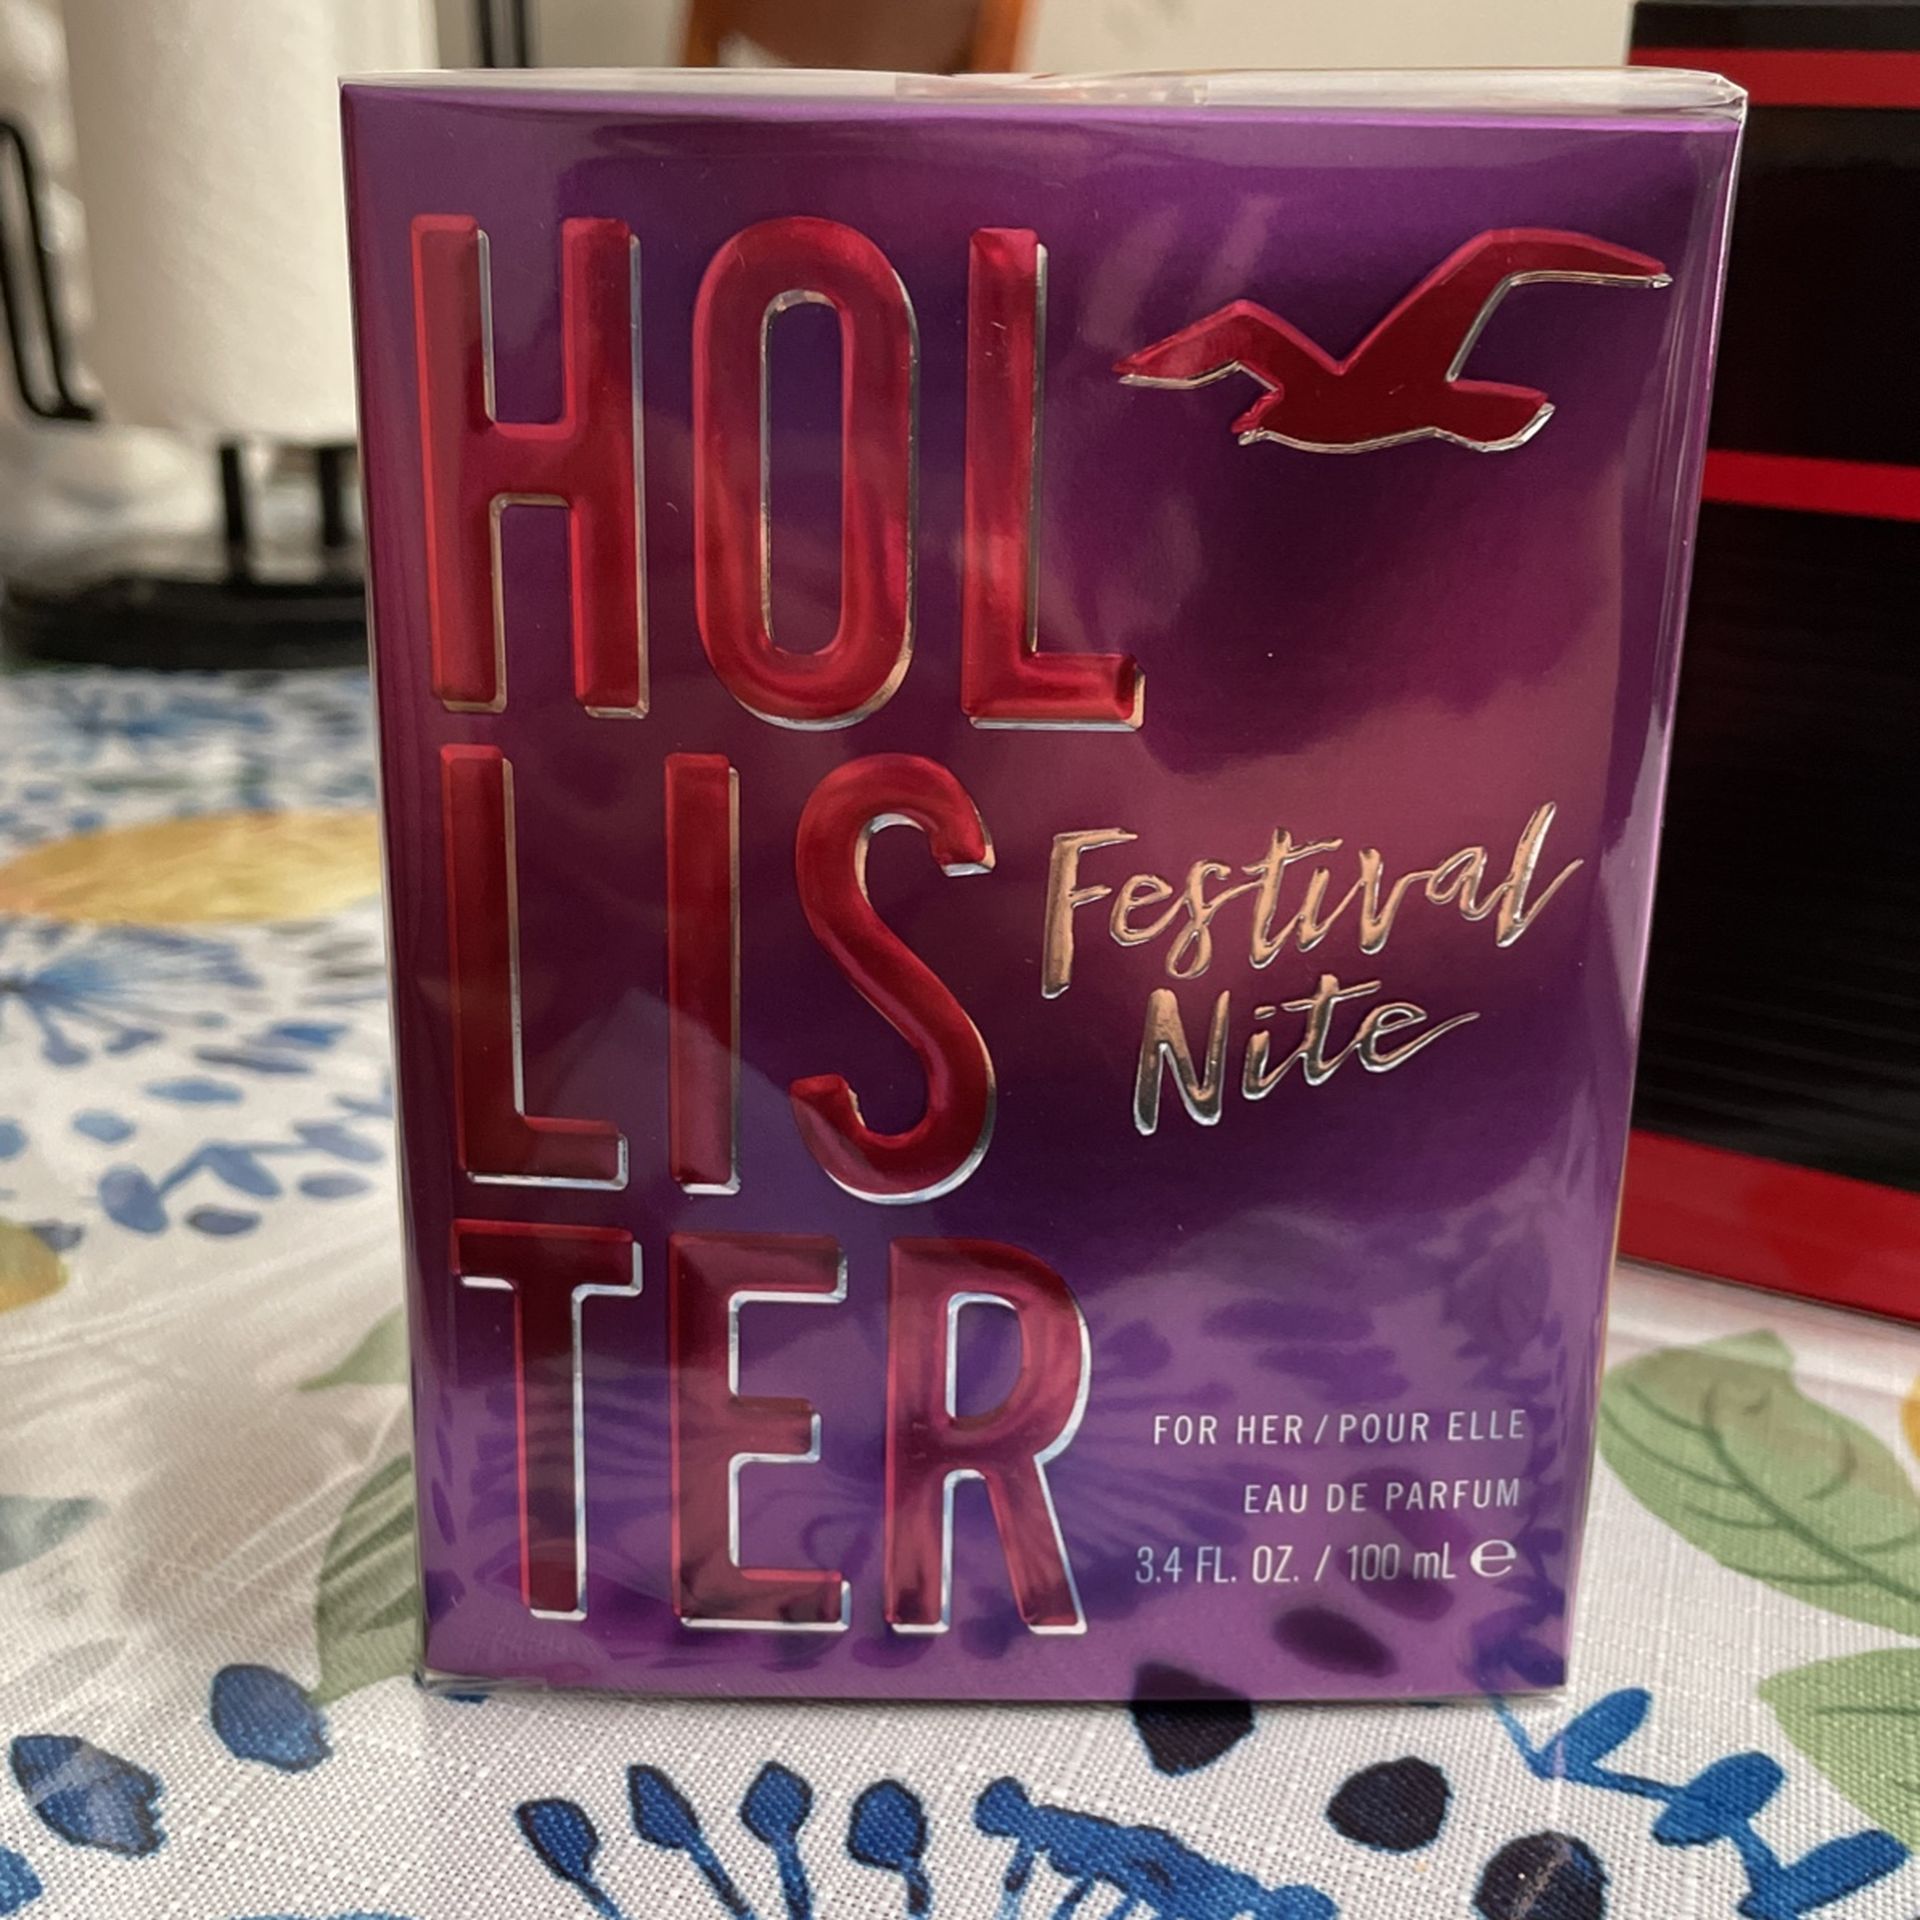 HOL
LIS
TER
Festival
Nite
FOR HER / POUR ELLE
EAU DE PARFUM
3.4 FL. OZ. / 100 mL ℮